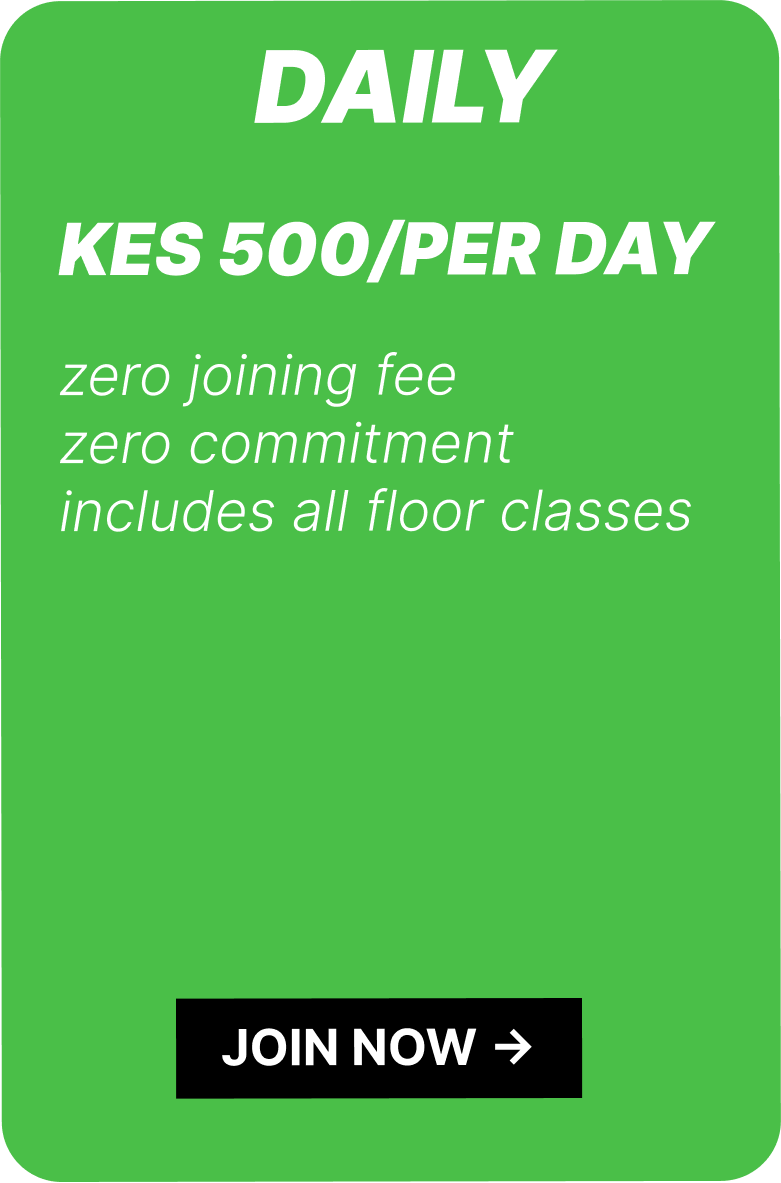 DAILY
KES 500/PER DAY
zero joining fee
zero commitment
includes all floor classes
JOIN NOW →